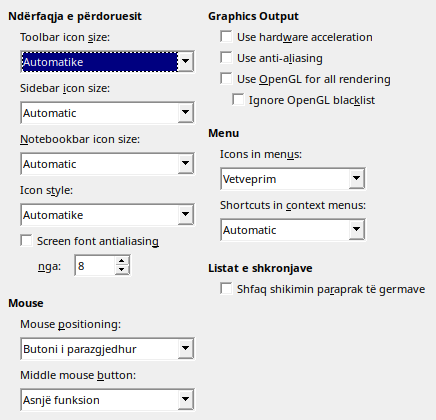 Ndërfaqja e përdoruesit
Toolbar icon size:
Automatike
Sidebar icon size:
Automatic
Notebookbar icon size:
Automatic
Icon style:
Automatike
Screen font antialiasing
nga: 8
Mouse
Mouse positioning:
Butoni i parazgjedhur
Middle mouse button:
Asnjë funksion
Graphics Output
Use hardware acceleration
Use anti-aliasing
Use OpenGL for all rendering
Ignore OpenGL blacklist
Menu
Icons in menus:
Vetveprim
Shortcuts in context menus:
Automatic
Listat e shkronjave
Shfaq shikimin paraprak të germave